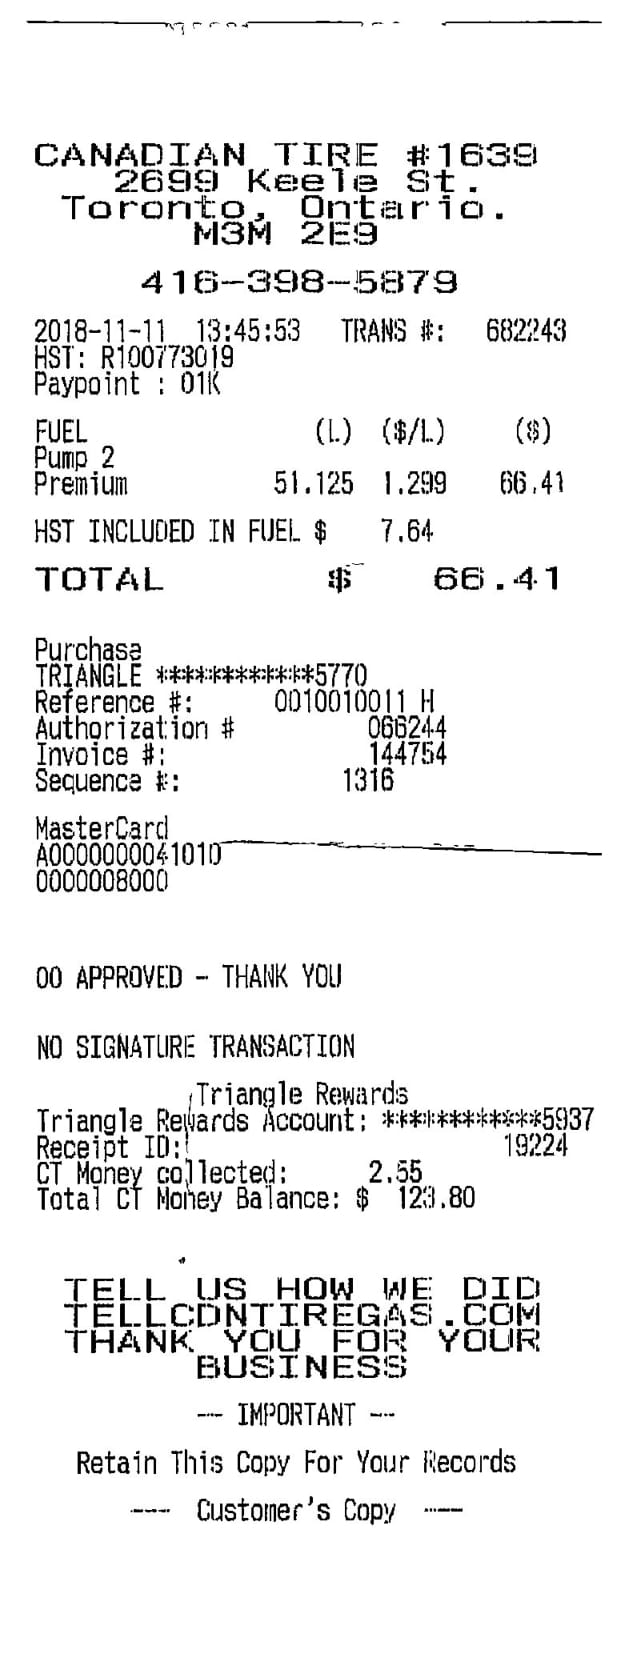 CANADIAN TIRE #1639
2699 Keele St.
Toronto, Ontario.
M3M 2E9
416-398-5879
2018-11-11 13:45:53 TRANS #: 682243
HST: R100773019
Paypoint : 01K
FUEL (L) ($/L) ($)
Pump 2
Premium 51.125 1.299 66.41
HST INCLUDED IN FUEL $ 7.64
TOTAL $ 66.41
Purchase
TRIANGLE ************5770
Reference #: 0010010011 H
Authorization # 066244
Invoice #: 144754
Sequence #: 1316
MasterCard
A0000000041010
0000008000
00 APPROVED - THANK YOU
NO SIGNATURE TRANSACTION
Triangle Rewards
Triangle Rewards Account: ************5937
Receipt ID: 19224
CT Money collected: 2.55
Total CT Money Balance: $ 123.80
TELL US HOW WE DID
TELLCDNTIREGAS.COM
THANK YOU FOR YOUR
BUSINESS
--- IMPORTANT ---
Retain This Copy For Your Records
--- Customer's Copy ---